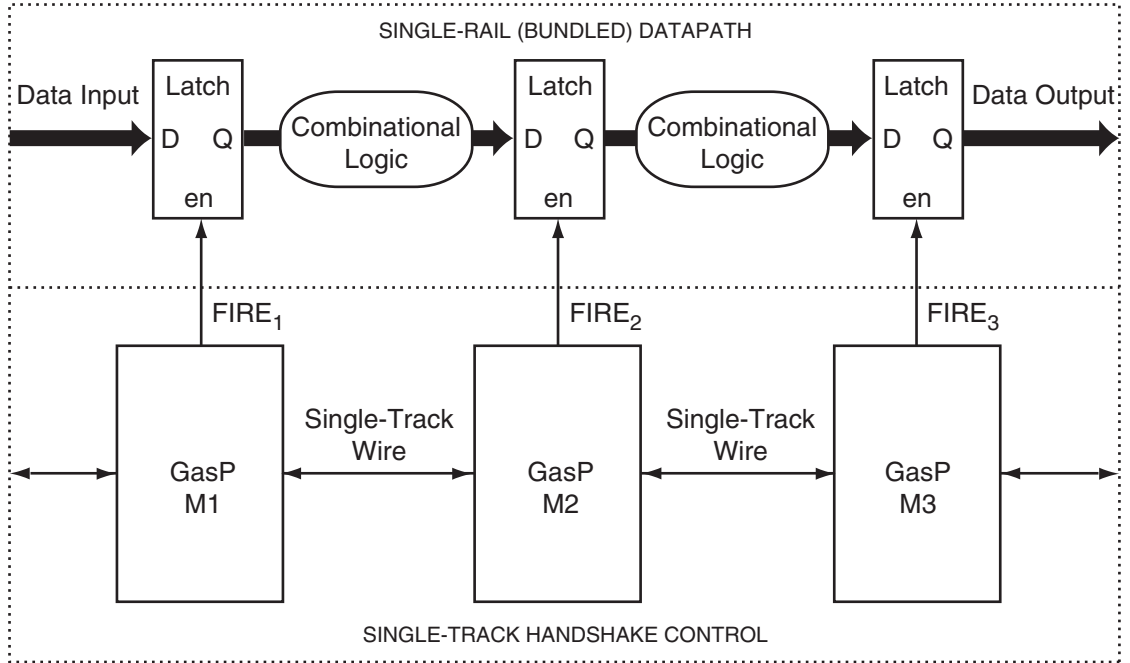 SINGLE-RAIL (BUNDLED) DATAPATH
Data Input
Latch
D Q
en
Combinational
Logic
Latch
D Q
en
Combinational
Logic
Latch
D Q
en
Data Output
FIRE1
FIRE2
FIRE3
GasP
M1
Single-Track
Wire
GasP
M2
Single-Track
Wire
GasP
M3
SINGLE-TRACK HANDSHAKE CONTROL